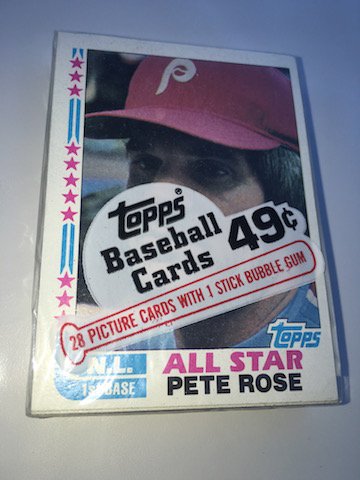 P
Topps®
Baseball
Cards 49¢
28 PICTURE CARDS WITH 1 STICK BUBBLE GUM
Topps
N.L. ALL STAR
1st BASE PETE ROSE